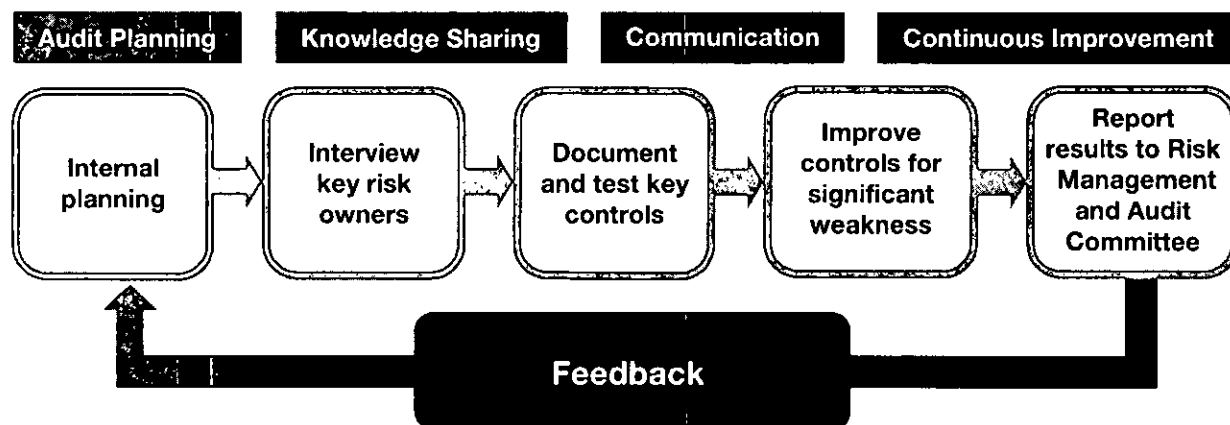 Audit Planning
Knowledge Sharing
Communication
Continuous Improvement
Internal
planning
Interview
key risk
owners
Document
and test key
controls
Improve
controls for
significant
weakness
Report
results to Risk
Management
and Audit
Committee
Feedback